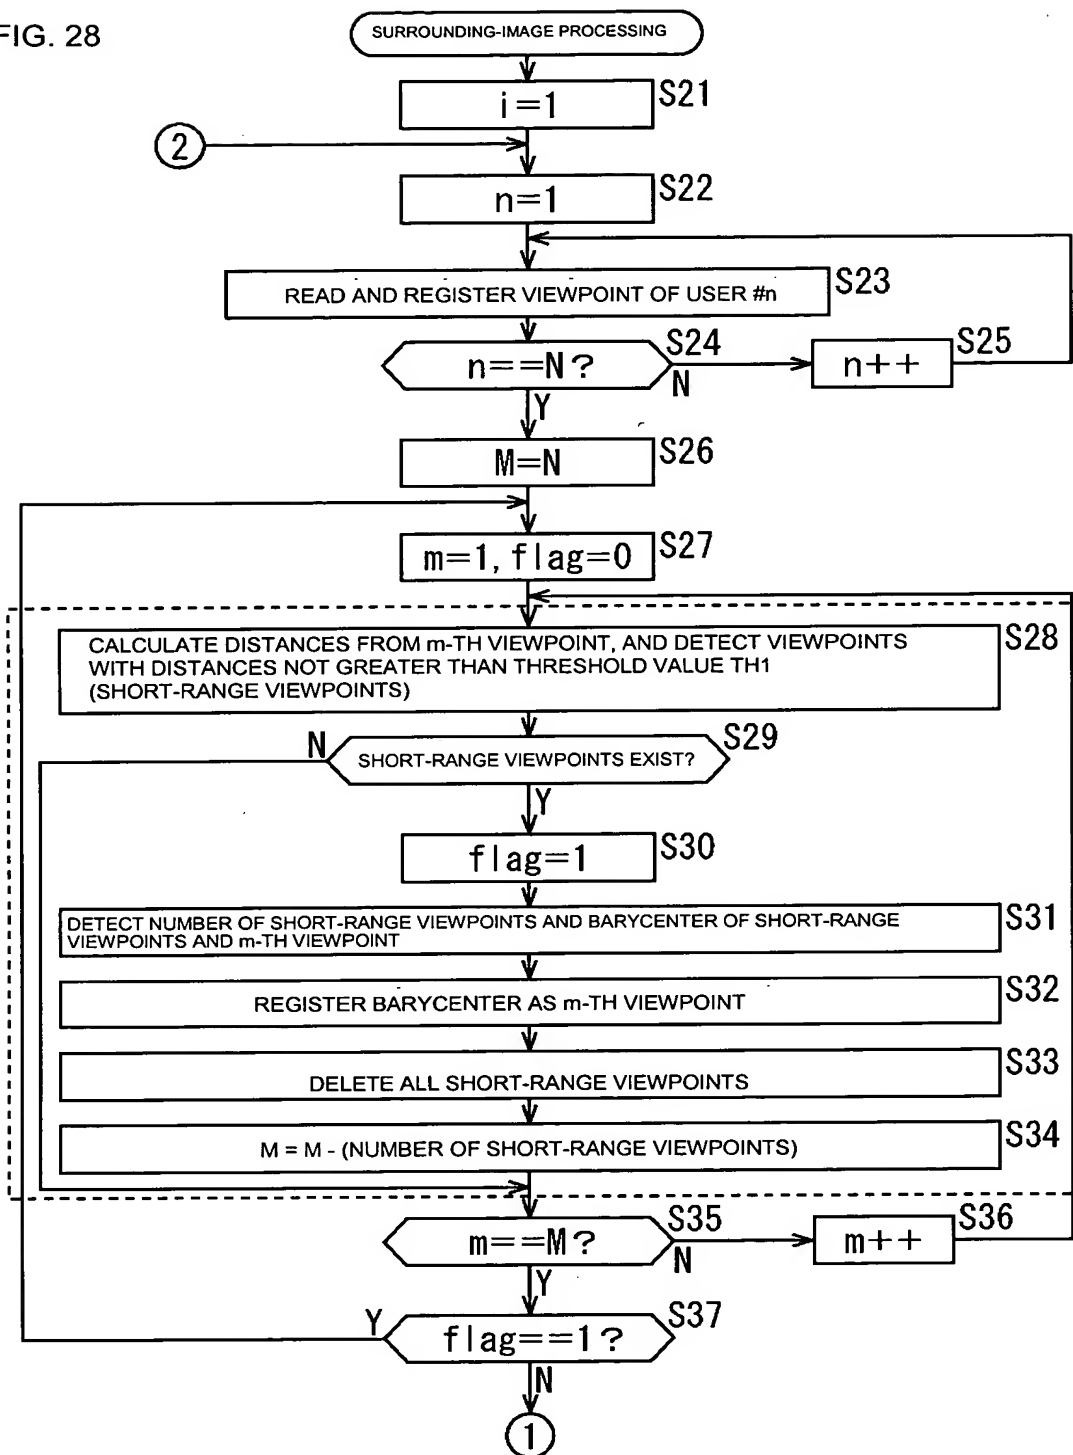 FIG. 28
SURROUNDING-IMAGE PROCESSING
i=1
S21
2
n=1
S22
READ AND REGISTER VIEWPOINT OF USER #n
S23
n==N?
S24
N
n++
S25
Y
M=N
S26
m=1, flag=0
S27
CALCULATE DISTANCES FROM m-TH VIEWPOINT, AND DETECT VIEWPOINTS
WITH DISTANCES NOT GREATER THAN THRESHOLD VALUE TH1
(SHORT-RANGE VIEWPOINTS)
S28
N
SHORT-RANGE VIEWPOINTS EXIST?
S29
Y
flag=1
S30
DETECT NUMBER OF SHORT-RANGE VIEWPOINTS AND BARYCENTER OF SHORT-RANGE
VIEWPOINTS AND m-TH VIEWPOINT
S31
REGISTER BARYCENTER AS m-TH VIEWPOINT
S32
DELETE ALL SHORT-RANGE VIEWPOINTS
S33
M = M - (NUMBER OF SHORT-RANGE VIEWPOINTS)
S34
m==M?
S35
N
m++
S36
Y
Y
flag==1?
S37
N
1